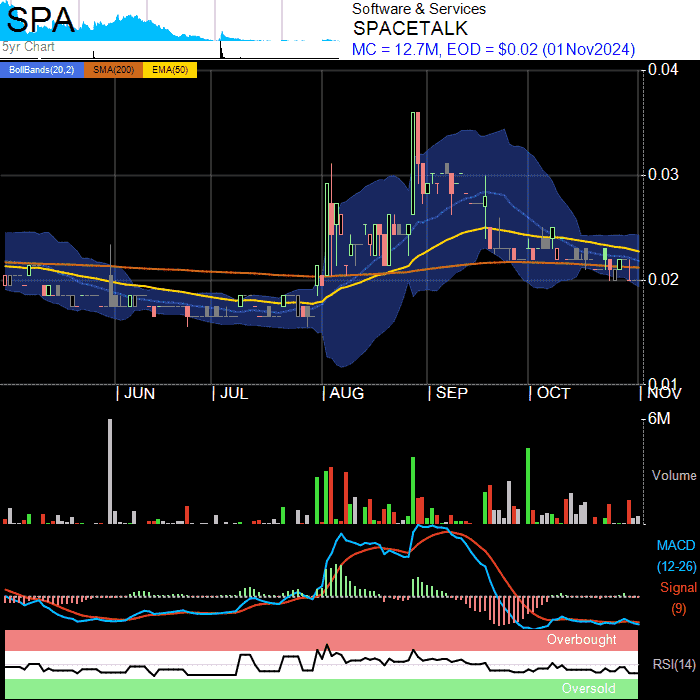 SPA
5yr Chart
Software & Services
SPACETALK
MC = 12.7M, EOD = $0.02 (01Nov2024)
BollBands(20,2) SMA(200) EMA(50)
0.04
0.03
0.02
0.01
| JUN | JUL | AUG | SEP | OCT | NOV
6M
Volume
MACD
(12-26)
Signal
(9)
Overbought
RSI(14)
Oversold